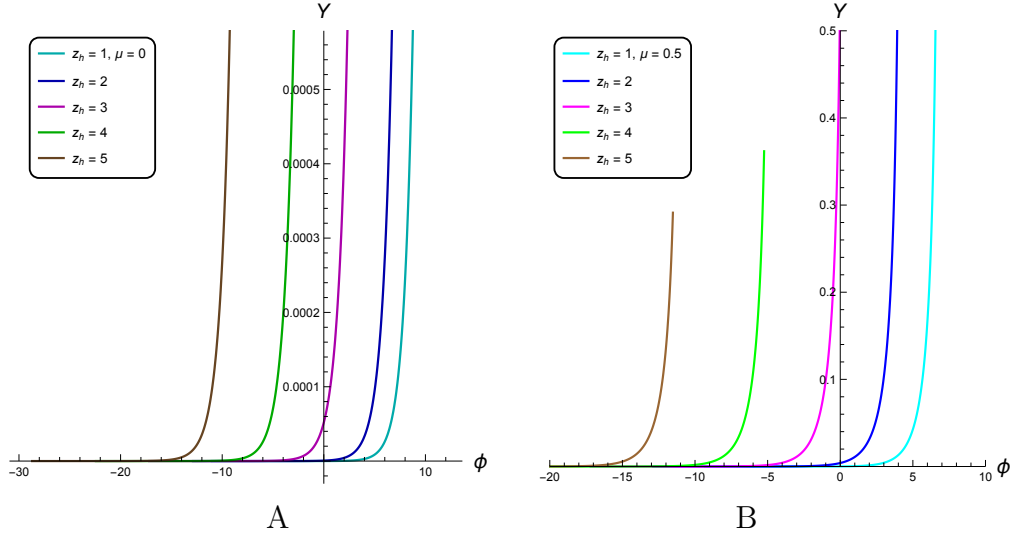 Y
z_h = 1, μ = 0
z_h = 2
z_h = 3
z_h = 4
z_h = 5
0.0005
0.0004
0.0003
0.0002
0.0001
-30 -20 -10 0 10 ϕ
A
Y
z_h = 1, μ = 0.5
z_h = 2
z_h = 3
z_h = 4
z_h = 5
0.5
0.4
0.3
0.2
0.1
-20 -15 -10 -5 0 5 10 ϕ
B